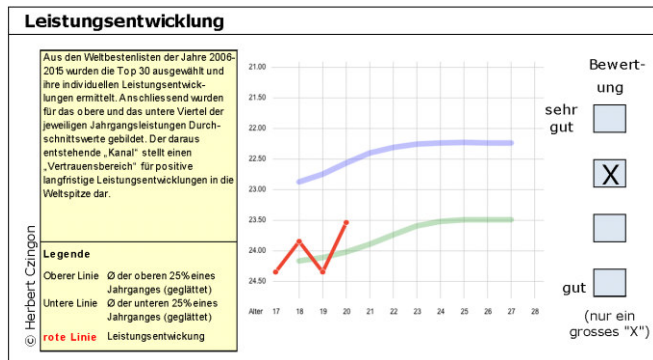 Leistungsentwicklung
Aus den Weltbestenlisten der Jahre 2006-
2015 wurden die Top 30 ausgewählt und
ihre individuellen Leistungsentwick-
lungen ermittelt. Anschliessend wurden
für das obere und das untere Viertel der
jeweiligen Jahrgangsleistungen Durch-
schnittswerte gebildet. Der daraus
entstehende „Kanal" stellt einen
„Vertrauensbereich" für positive
langfristige Leistungsentwicklungen in die
Weltspitze dar.
Legende
Oberer Linie Ø der oberen 25% eines
Jahrganges (geglättet)
Untere Linie Ø der unteren 25% eines
Jahrganges (geglättet)
rote Linie Leistungsentwickung
© Herbert Czingon
21.00
21.50
22.00
22.50
23.00
23.50
24.00
24.50
Alter 17 18 19 20 21 22 23 24 25 26 27 28
Bewert-
ung
sehr
gut
X
gut
(nur ein
grosses "X")